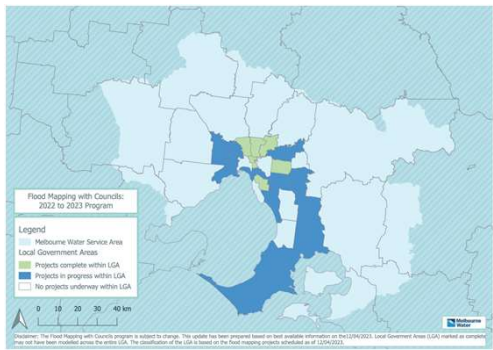 Flood Mapping with Councils:
2022 to 2023 Program
Legend
Melbourne Water Service Area
Local Government Areas
Projects complete within LGA
Projects in progress within LGA
No projects underway within LGA
0 10 20 30 40 km
Melbourne
Water
Disclaimer: The Flood Mapping with Councils program is subject to change. This update has been prepared based on best available information on the12/04/2023. Local Goverment Areas (LGA) marked as complete
may not have been modelled across the entire LGA. The classification of the LGA is based on the flood mapping projects scheduled as of 12/04/2023.